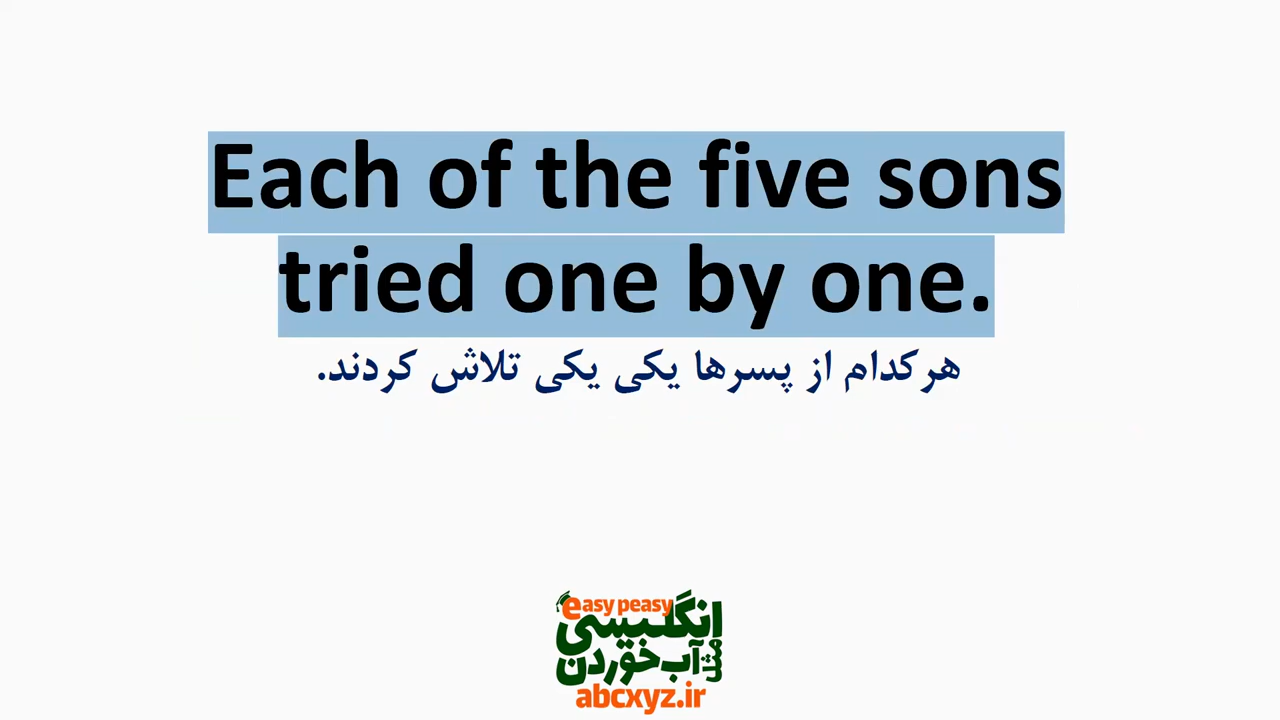 Each of the five sons
tried one by one.
هرکدام از پسرها یکی یکی تلاش کردند.
easy peasy
انگلیسی
مثل آب خوردن
abcxyz.ir